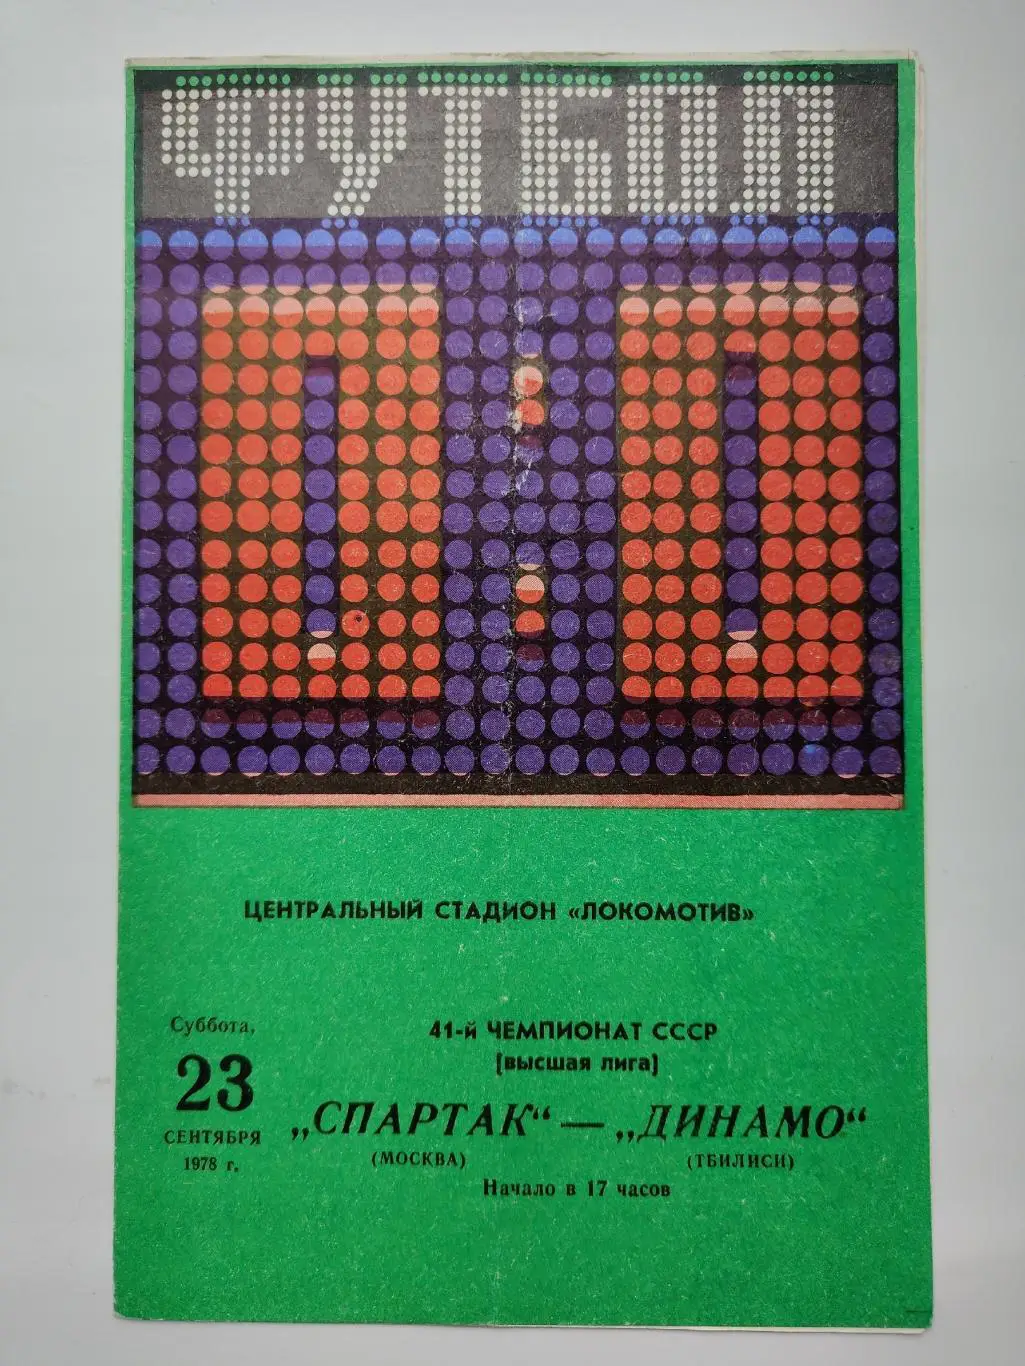 ФУТБОЛ
0:0
ЦЕНТРАЛЬНЫЙ СТАДИОН «ЛОКОМОТИВ»
Суббота,
23
СЕНТЯБРЯ
1978 г.
41-й ЧЕМПИОНАТ СССР
[высшая лига]
„СПАРТАК“ — „ДИНАМО“
(МОСКВА) (ТБИЛИСИ)
Начало в 17 часов